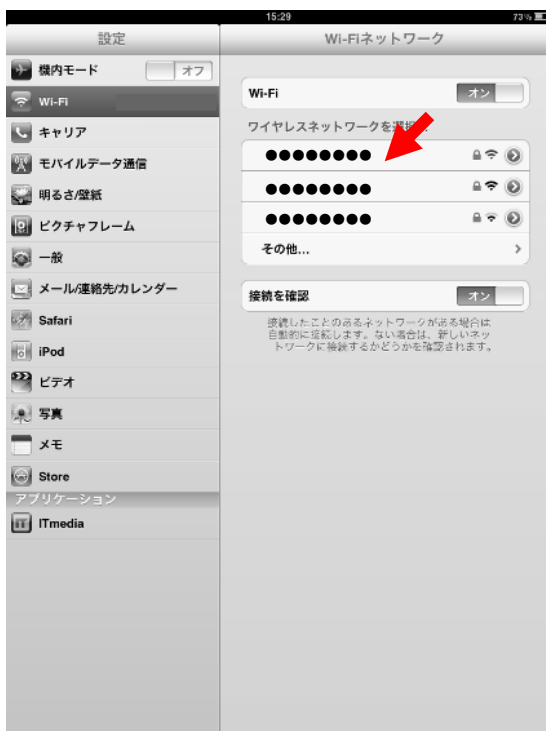 15:29
73%
設定
機内モード
オフ
Wi-Fi
キャリア
モバイルデータ通信
明るさ/壁紙
ピクチャフレーム
一般
メール/連絡先/カレンダー
Safari
iPod
ビデオ
写真
メモ
Store
アプリケーション
ITmedia
Wi-Fiネットワーク
Wi-Fi
オン
ワイヤレスネットワークを選択...
●●●●●●●●
●●●●●●●●
●●●●●●●●
その他...
接続を確認
オン
接続したことのあるネットワークがある場合は
自動的に接続します。ない場合は、新しいネッ
トワークに接続するかどうかを確認されます。